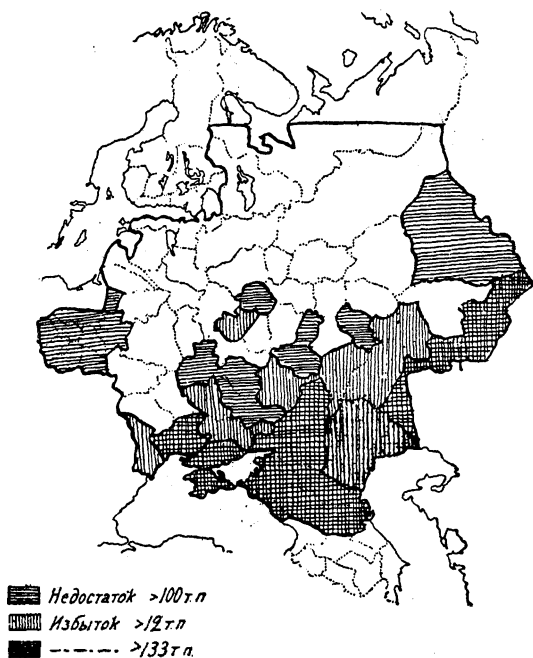 Недостаток >100 т.п
Избыток >12 т.п
—·—·—·— >133 т п.